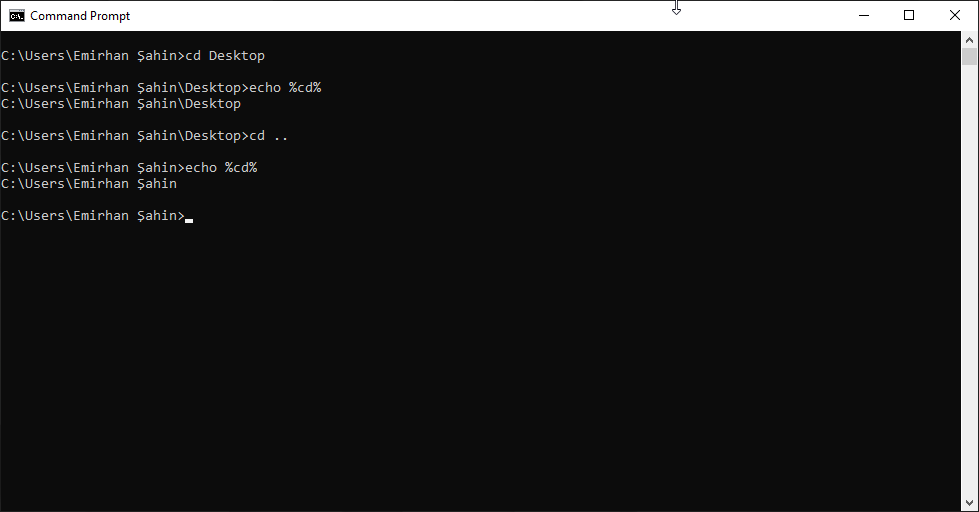 Command Prompt
C:\Users\Emirhan Şahin>cd Desktop
C:\Users\Emirhan Şahin\Desktop>echo %cd%
C:\Users\Emirhan Şahin\Desktop
C:\Users\Emirhan Şahin\Desktop>cd ..
C:\Users\Emirhan Şahin>echo %cd%
C:\Users\Emirhan Şahin
C:\Users\Emirhan Şahin>